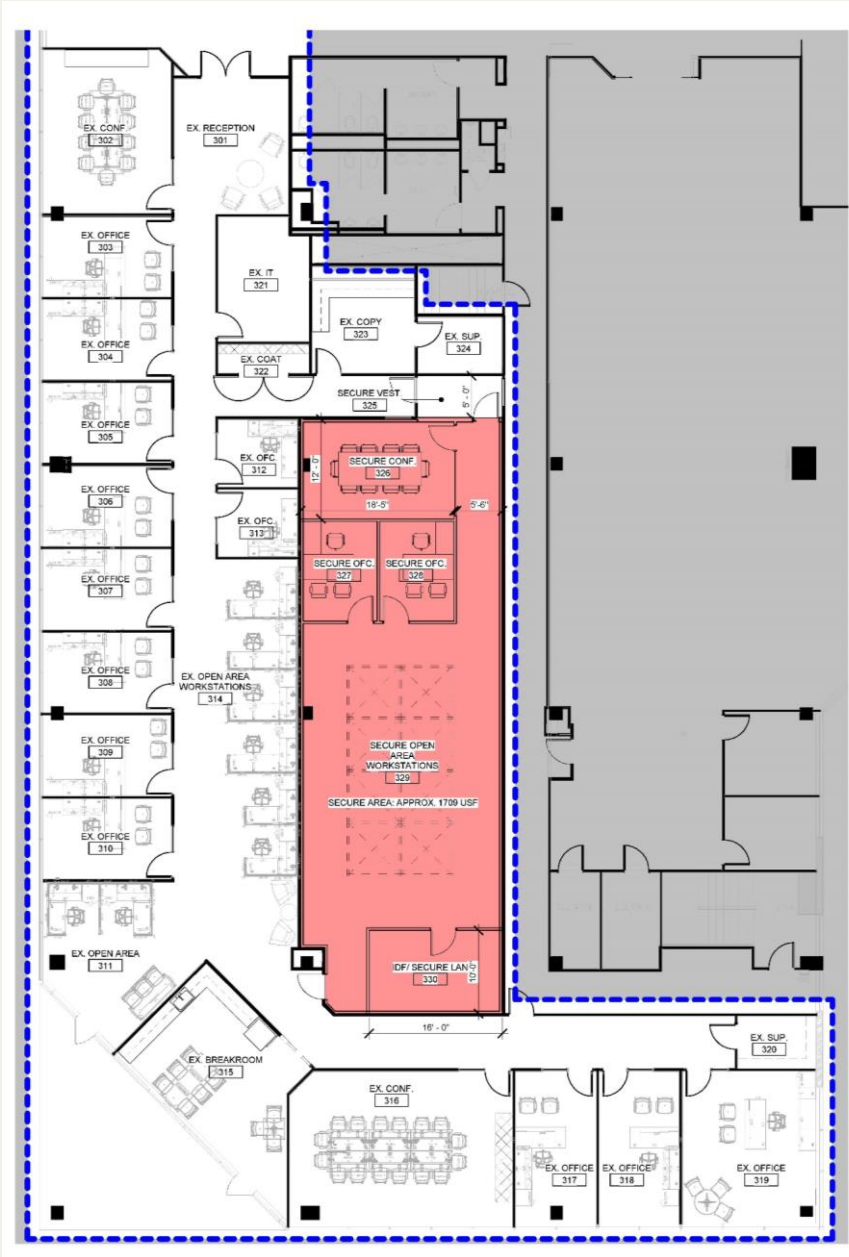 EX. CONF.
302
EX. RECEPTION
301
EX. OFFICE
303
EX. IT
321
EX. OFFICE
304
EX. COPY
323
EX. SUP.
324
EX. COAT
322
SECURE VEST.
325
5' - 0"
EX. OFFICE
305
EX. OFC.
312
12' - 0"
SECURE CONF.
326
18'-5"
5'-6"
EX. OFFICE
306
EX. OFC.
313
SECURE OFC.
327
SECURE OFC.
328
EX. OFFICE
307
EX. OFFICE
308
EX. OPEN AREA
WORKSTATIONS
314
EX. OFFICE
309
SECURE OPEN
AREA
WORKSTATIONS
329
SECURE AREA: APPROX. 1709 USF
EX. OFFICE
310
EX. OPEN AREA
311
IDF/ SECURE LAN
330
10'-0"
16' - 0"
EX. SUP.
320
EX. BREAKROOM
315
EX. CONF.
316
EX. OFFICE
317
EX. OFFICE
318
EX. OFFICE
319